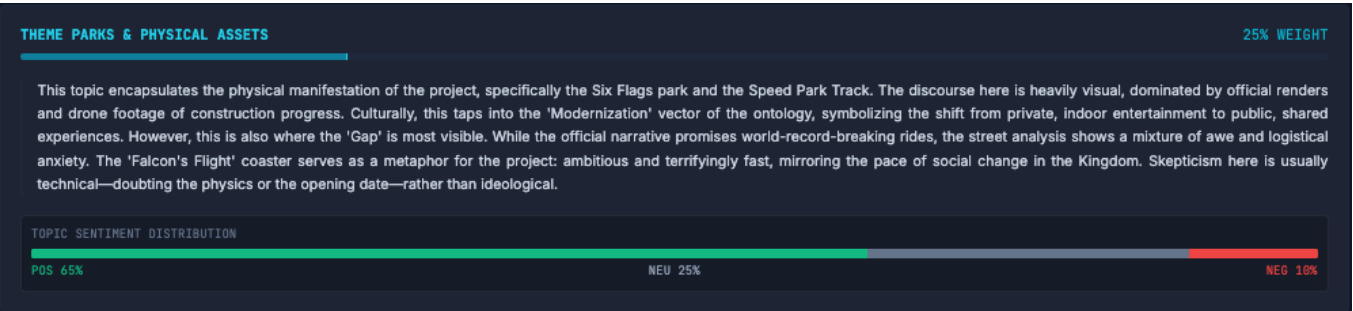 THEME PARKS & PHYSICAL ASSETS
25% WEIGHT
This topic encapsulates the physical manifestation of the project, specifically the Six Flags park and the Speed Park Track. The discourse here is heavily visual, dominated by official renders
and drone footage of construction progress. Culturally, this taps into the 'Modernization' vector of the ontology, symbolizing the shift from private, indoor entertainment to public, shared
experiences. However, this is also where the 'Gap' is most visible. While the official narrative promises world-record-breaking rides, the street analysis shows a mixture of awe and logistical
anxiety. The 'Falcon's Flight' coaster serves as a metaphor for the project: ambitious and terrifyingly fast, mirroring the pace of social change in the Kingdom. Skepticism here is usually
technical—doubting the physics or the opening date—rather than ideological.
TOPIC SENTIMENT DISTRIBUTION
POS 65%
NEU 25%
NEG 10%